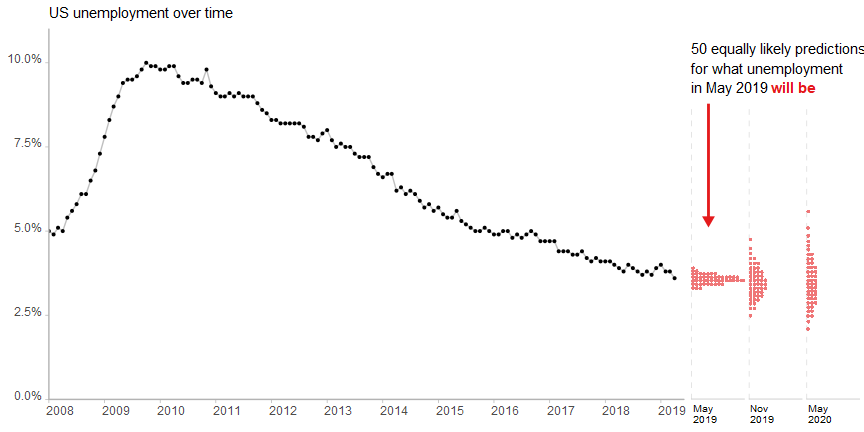 US unemployment over time
50 equally likely predictions
for what unemployment
in May 2019 will be
10.0%
7.5%
5.0%
2.5%
0.0%
2008 2009 2010 2011 2012 2013 2014 2015 2016 2017 2018 2019
May
2019
Nov
2019
May
2020